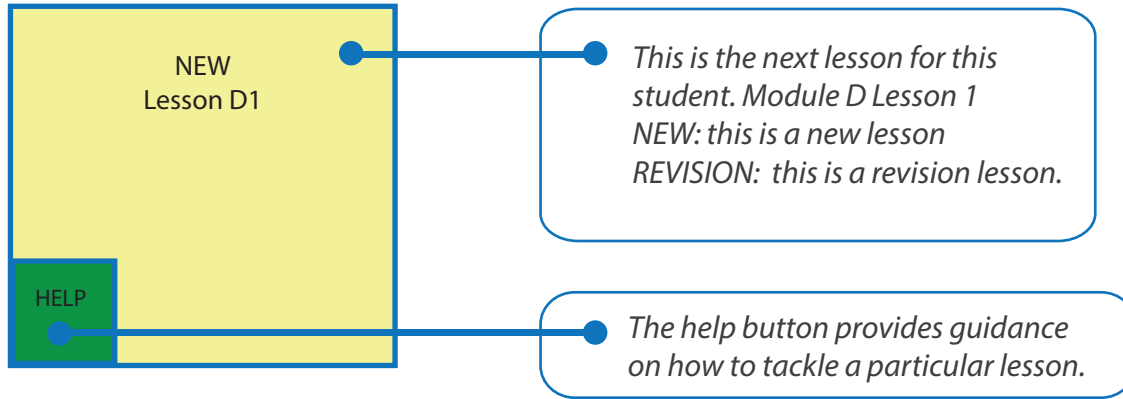 NEW
Lesson D1
HELP
This is the next lesson for this
student. Module D Lesson 1
NEW: this is a new lesson
REVISION:  this is a revision lesson.
The help button provides guidance
on how to tackle a particular lesson.